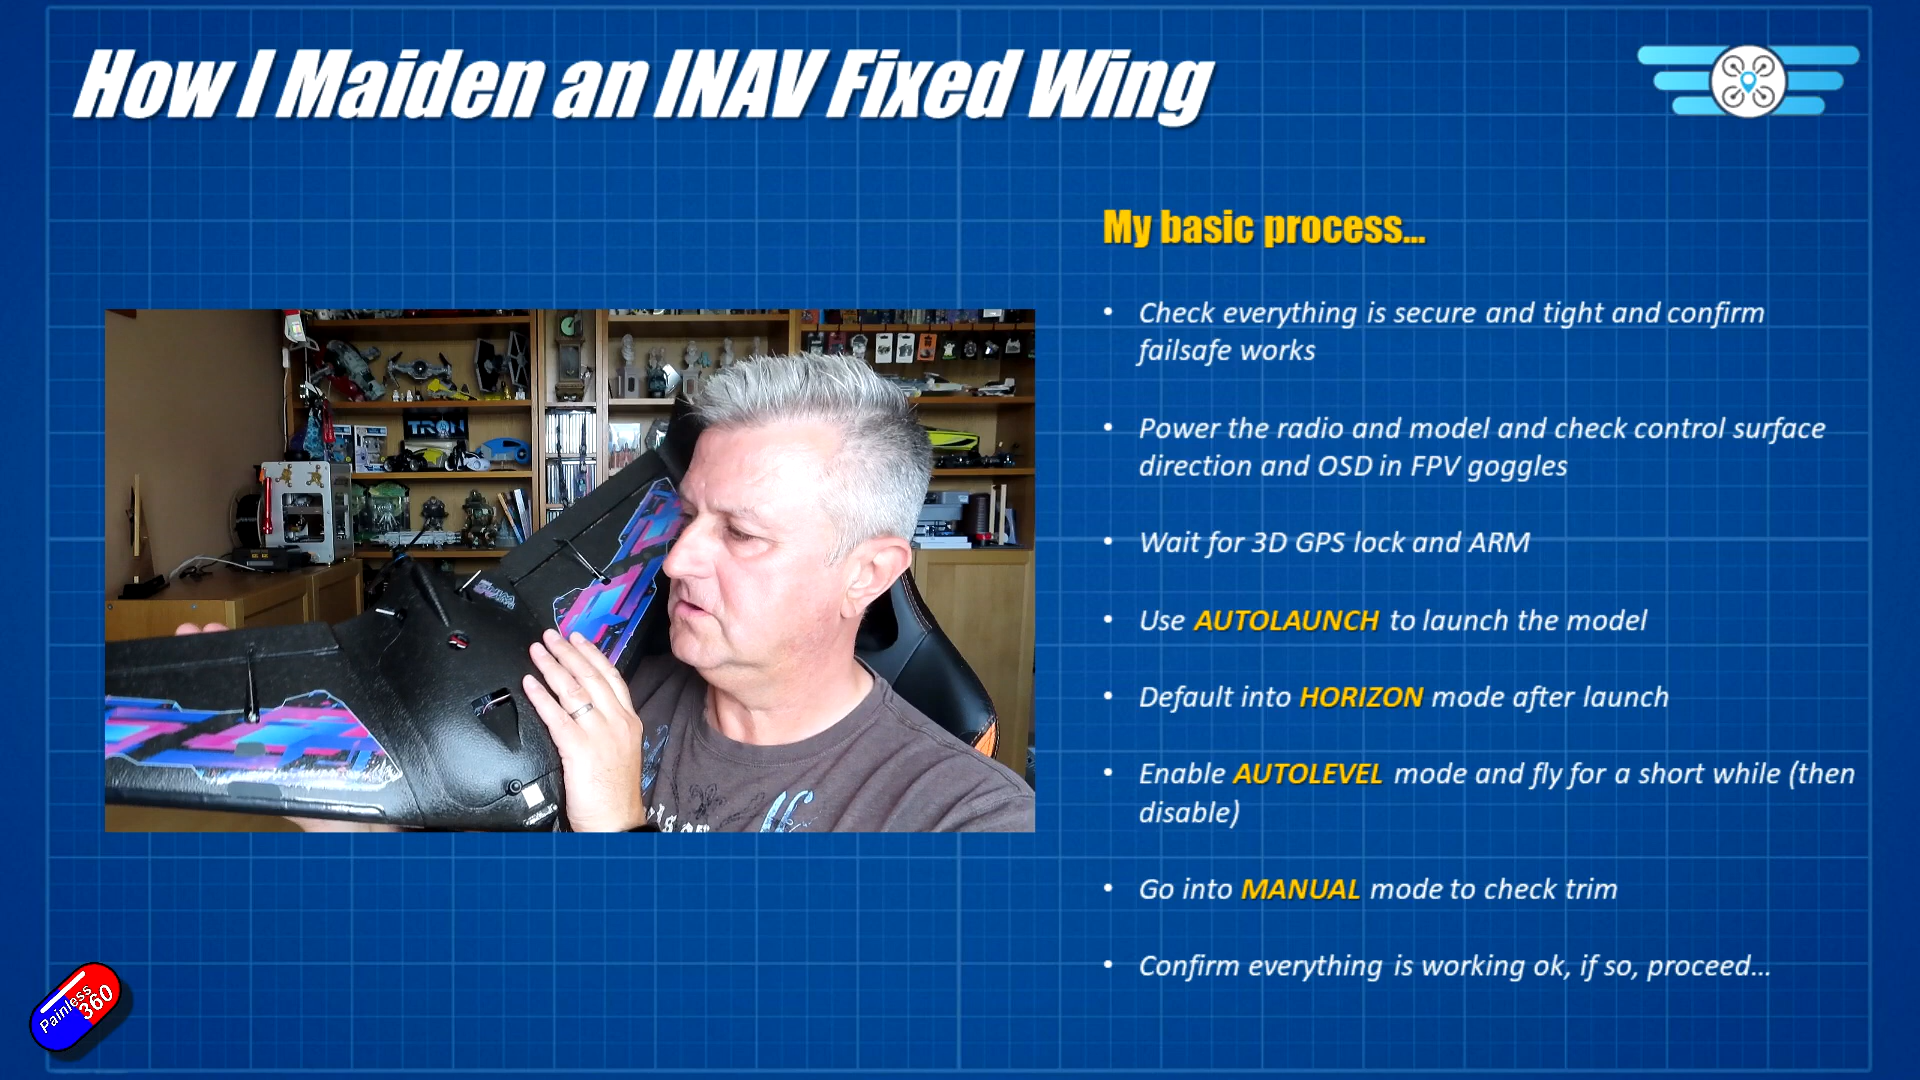 How I Maiden an INAV Fixed Wing
My basic process...
• Check everything is secure and tight and confirm
failsafe works
• Power the radio and model and check control surface
direction and OSD in FPV goggles
• Wait for 3D GPS lock and ARM
• Use AUTOLAUNCH to launch the model
• Default into HORIZON mode after launch
• Enable AUTOLEVEL mode and fly for a short while (then
disable)
• Go into MANUAL mode to check trim
• Confirm everything is working ok, if so, proceed...
TRON
Painless
360